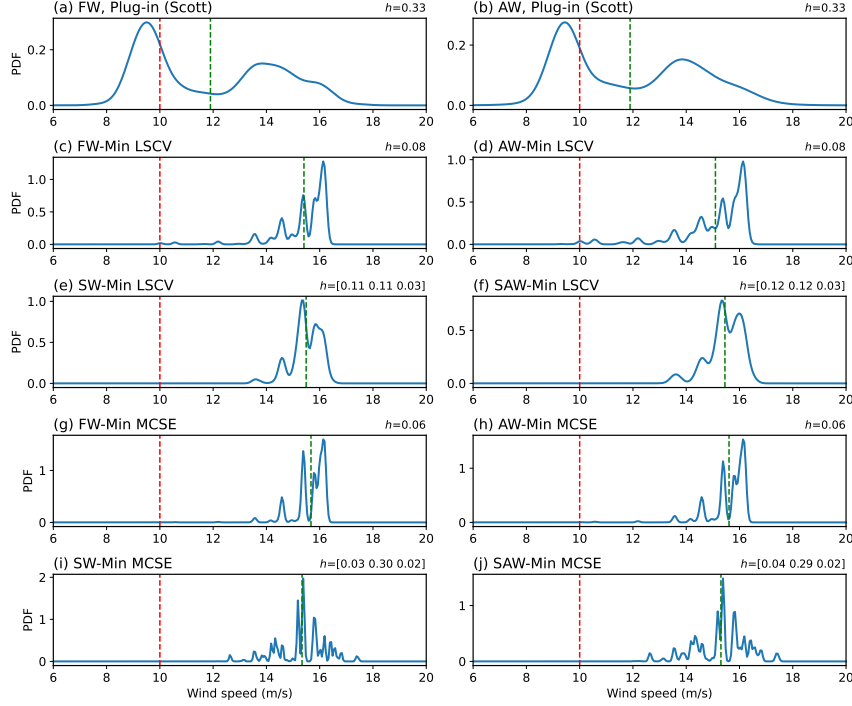 (a) FW, Plug-in (Scott) h=0.33
PDF
0.2
0.0
6 8 10 12 14 16 18 20
(b) AW, Plug-in (Scott) h=0.33
0.2
0.0
6 8 10 12 14 16 18 20
(c) FW-Min LSCV h=0.08
PDF
1.0
0.5
0.0
6 8 10 12 14 16 18 20
(d) AW-Min LSCV h=0.08
1.0
0.5
0.0
6 8 10 12 14 16 18 20
(e) SW-Min LSCV h=[0.11 0.11 0.03]
PDF
1.0
0.5
0.0
6 8 10 12 14 16 18 20
(f) SAW-Min LSCV h=[0.12 0.12 0.03]
0.5
0.0
6 8 10 12 14 16 18 20
(g) FW-Min MCSE h=0.06
PDF
1
0
6 8 10 12 14 16 18 20
(h) AW-Min MCSE h=0.06
1
0
6 8 10 12 14 16 18 20
(i) SW-Min MCSE h=[0.03 0.30 0.02]
PDF
2
1
0
6 8 10 12 14 16 18 20
Wind speed (m/s)
(j) SAW-Min MCSE h=[0.04 0.29 0.02]
1
0
6 8 10 12 14 16 18 20
Wind speed (m/s)